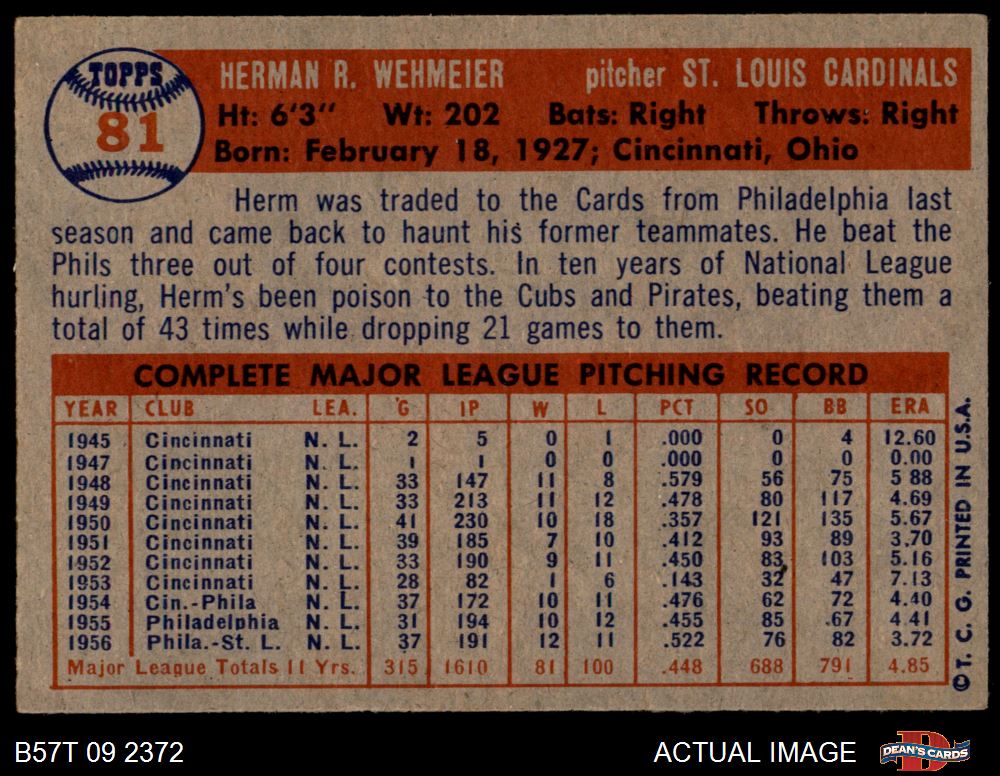 TOPPS
81
HERMAN R. WEHMEIER pitcher ST. LOUIS CARDINALS
Ht: 6'3" Wt: 202 Bats: Right Throws: Right
Born: February 18, 1927; Cincinnati, Ohio
Herm was traded to the Cards from Philadelphia last
season and came back to haunt his former teammates. He beat the
Phils three out of four contests. In ten years of National League
hurling, Herm's been poison to the Cubs and Pirates, beating them a
total of 43 times while dropping 21 games to them.
COMPLETE MAJOR LEAGUE PITCHING RECORD
YEAR CLUB LEA. G IP W L PCT SO BB ERA
1945 Cincinnati N. L. 2 5 0 1 .000 0 4 12.60
1947 Cincinnati N. L. 1 1 0 0 .000 0 0 0.00
1948 Cincinnati N. L. 33 147 11 8 .579 56 75 5 88
1949 Cincinnati N. L. 33 213 11 12 .478 80 117 4.69
1950 Cincinnati N. L. 41 230 10 18 .357 121 135 5.67
1951 Cincinnati N. L. 39 185 7 10 .412 93 89 3.70
1952 Cincinnati N. L. 33 190 9 11 .450 83 103 5.16
1953 Cincinnati N. L. 28 82 1 6 .143 32 47 7.13
1954 Cin.-Phila N. L. 37 172 10 11 .476 62 72 4.40
1955 Philadelphia N. L. 31 194 10 12 .455 85 .67 4.41
1956 Phila.-St. L. N. L. 37 191 12 11 .522 76 82 3.72
Major League Totals 11 Yrs. 315 1610 81 100 .448 688 791 4.85
©T. C. G. PRINTED IN U.S.A.
B57T 09 2372 ACTUAL IMAGE
D
DEAN'S CARDS